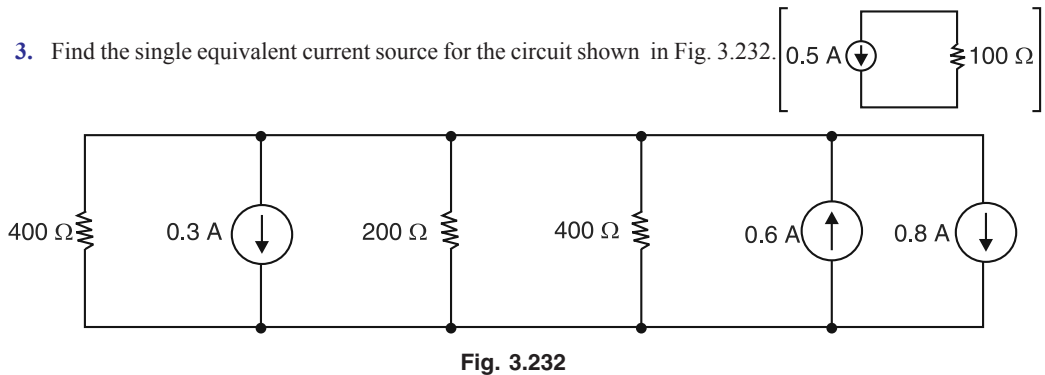 3. Find the single equivalent current source for the circuit shown in Fig. 3.232.
0.5 A
100 Ω
400 Ω
0.3 A
200 Ω
400 Ω
0.6 A
0.8 A
Fig. 3.232